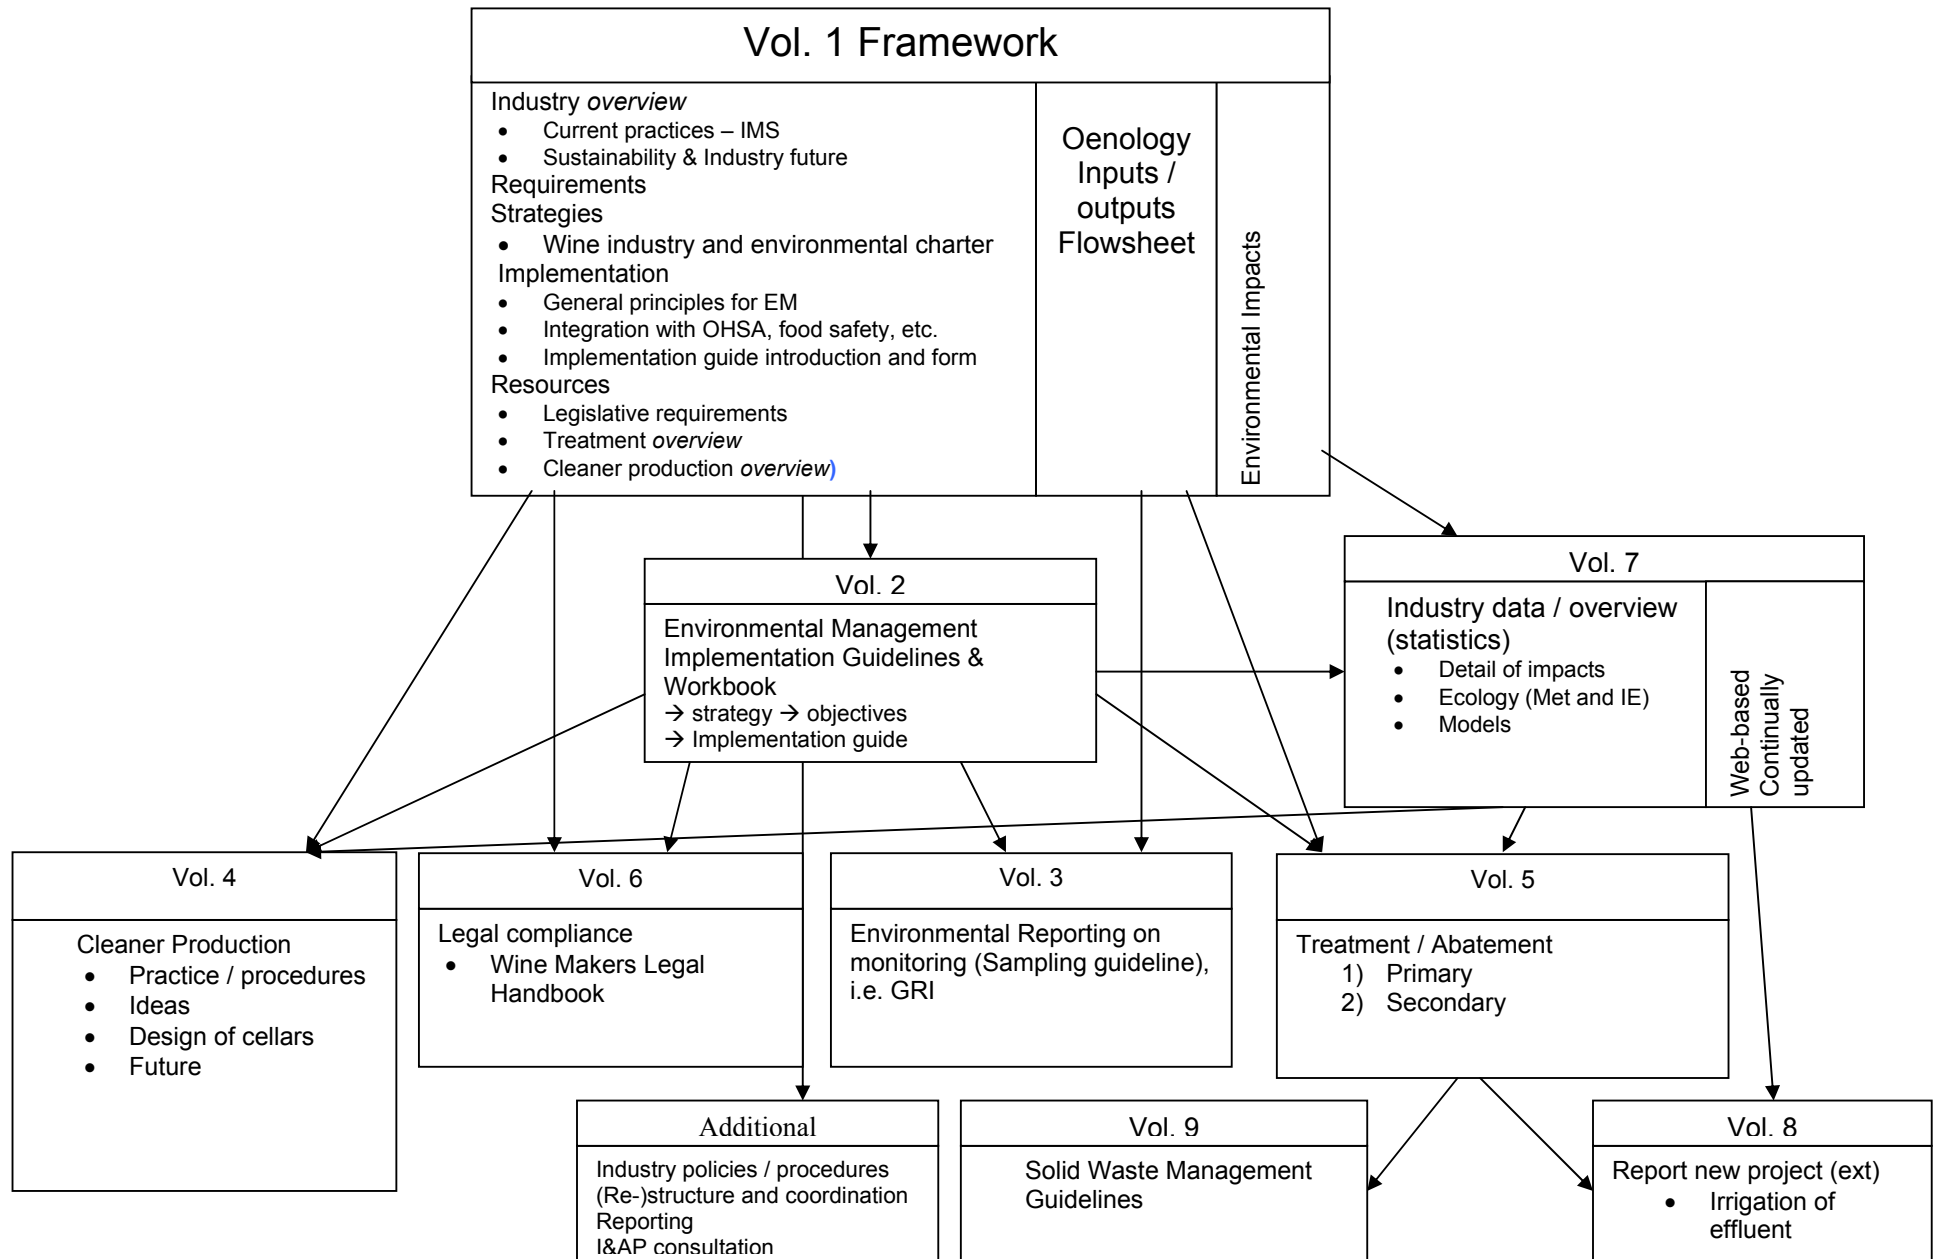 Vol. 1 Framework
Industry overview
• Current practices – IMS
• Sustainability & Industry future
Requirements
Strategies
• Wine industry and environmental charter
Implementation
• General principles for EM
• Integration with OHSA, food safety, etc.
• Implementation guide introduction and form
Resources
• Legislative requirements
• Treatment overview
• Cleaner production overview)
Oenology
Inputs /
outputs
Flowsheet
Environmental Impacts
Vol. 2
Environmental Management
Implementation Guidelines &
Workbook
→ strategy → objectives
→ Implementation guide
Vol. 7
Industry data / overview
(statistics)
• Detail of impacts
• Ecology (Met and IE)
• Models
Web-based
Continually
updated
Vol. 4
Cleaner Production
• Practice / procedures
• Ideas
• Design of cellars
• Future
Vol. 6
Legal compliance
• Wine Makers Legal
Handbook
Vol. 3
Environmental Reporting on
monitoring (Sampling guideline),
i.e. GRI
Vol. 5
Treatment / Abatement
1) Primary
2) Secondary
Additional
Industry policies / procedures
(Re-)structure and coordination
Reporting
I&AP consultation
Vol. 9
Solid Waste Management
Guidelines
Vol. 8
Report new project (ext)
• Irrigation of
effluent